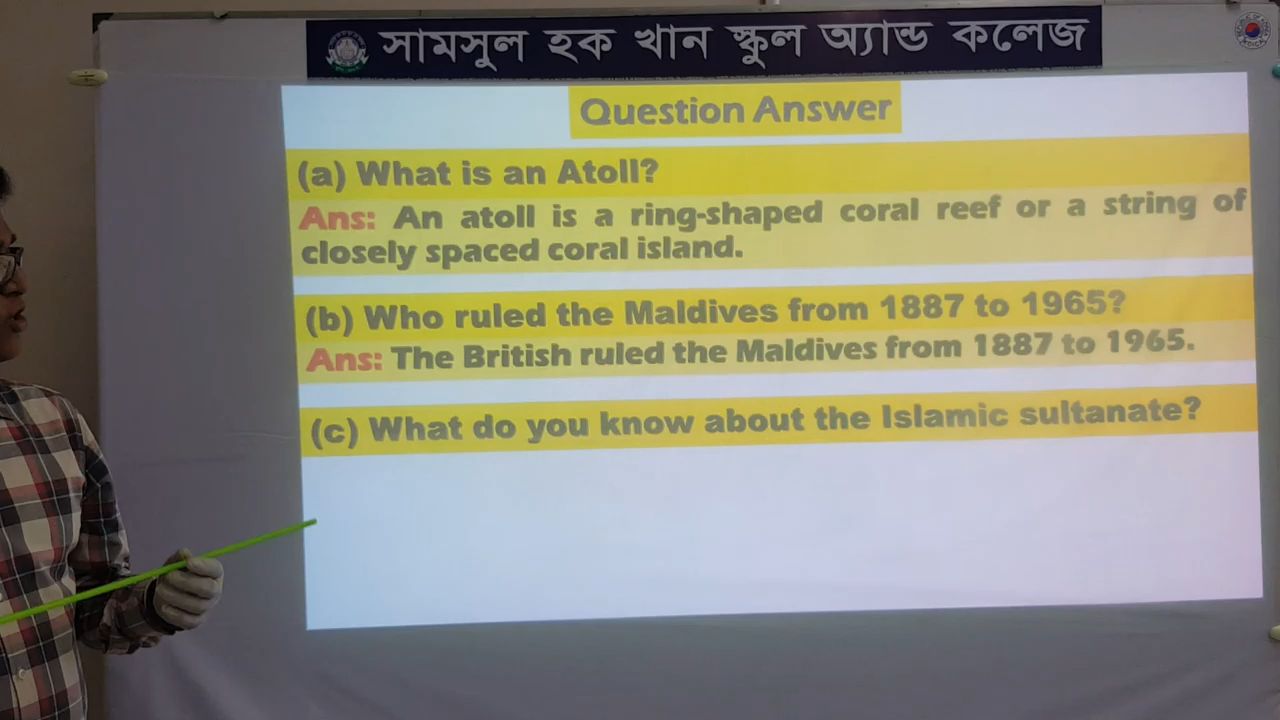 সামসুল হক খান স্কুল অ্যান্ড কলেজ
Question Answer
(a) What is an Atoll?
Ans: An atoll is a ring-shaped coral reef or a string of
closely spaced coral island.
(b) Who ruled the Maldives from 1887 to 1965?
Ans: The British ruled the Maldives from 1887 to 1965.
(c) What do you know about the Islamic sultanate?